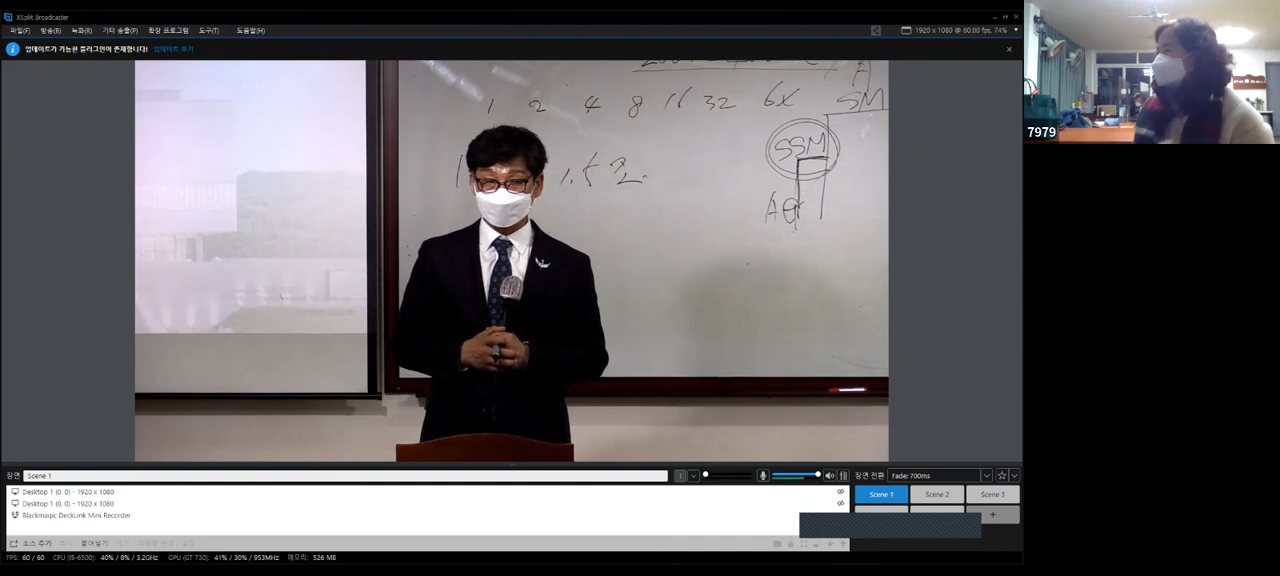 XSplit Broadcaster
파일(F) 방송(B) 녹화(R) 기타 송출(P) 확장 프로그램 도구(T) 도움말(H)
1920 x 1080 @ 60.00 fps, 74%
업데이트가 가능한 플러그인이 존재합니다! 업데이트 보기
1 2 4 8 16 32
SM
SSM
1.5조
7979
장면 Scene 1
1
장면 전환 Fade: 700ms
Desktop 1 (0, 0) - 1920 x 1080
Desktop 1 (0, 0) - 1920 x 1080
Blackmagic DeckLink Mini Recorder
Scene 1 Scene 2 Scene 3
소스 추가 붙여넣기
FPS: 60 / 60 CPU (i5-6500): 40% / 8% / 3.2GHz GPU (GT 730): 41% / 30% / 953MHz 메모리: 526 MB